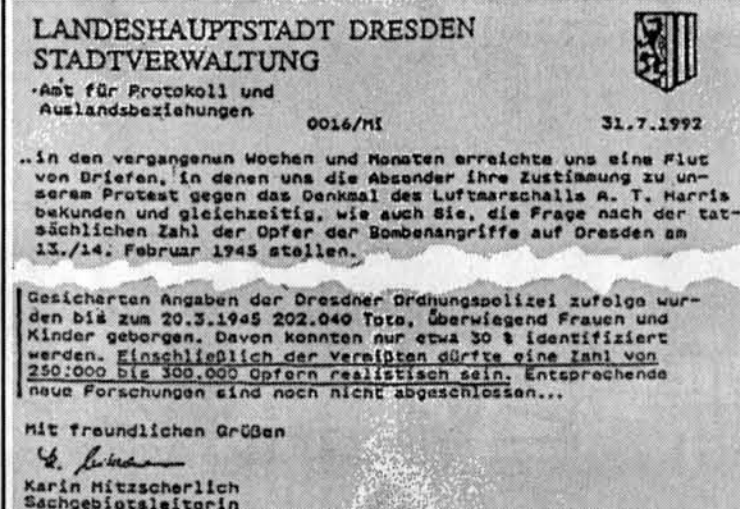 LANDESHAUPTSTADT DRESDEN
STADTVERWALTUNG
Amt für Protokoll und
Auslandsbeziehungen
0016/Mi 31.7.1992
..in den vergangenen Wochen und Monaten erreichte uns eine Flut
von Briefen, in denen uns die Absender ihre Zustimmung zu un-
serem Protest gegen das Denkmal des Luftmarschalls A. T. Harris
bekunden und gleichzeitig, wie auch Sie, die Frage nach der tat-
sächlichen Zahl der Opfer der Bombenangriffe auf Dresden am
13./14. Februar 1945 stellen.
Gesicherten Angaben der Dresdner Ordnungspolizei zufolge wur-
den bis zum 20.3.1945 202.040 Tote, überwiegend Frauen und
Kinder geborgen. Davon konnten nur etwa 30 % identifiziert
werden. Einschließlich der Vermißten dürfte eine Zahl von
250.000 bis 300.000 Opfern realistisch sein. Entsprechende
neue Forschungen sind noch nicht abgeschlossen...
Mit freundlichen Grüßen
Karin Mitzscherlich
Sachgebietsleiterin